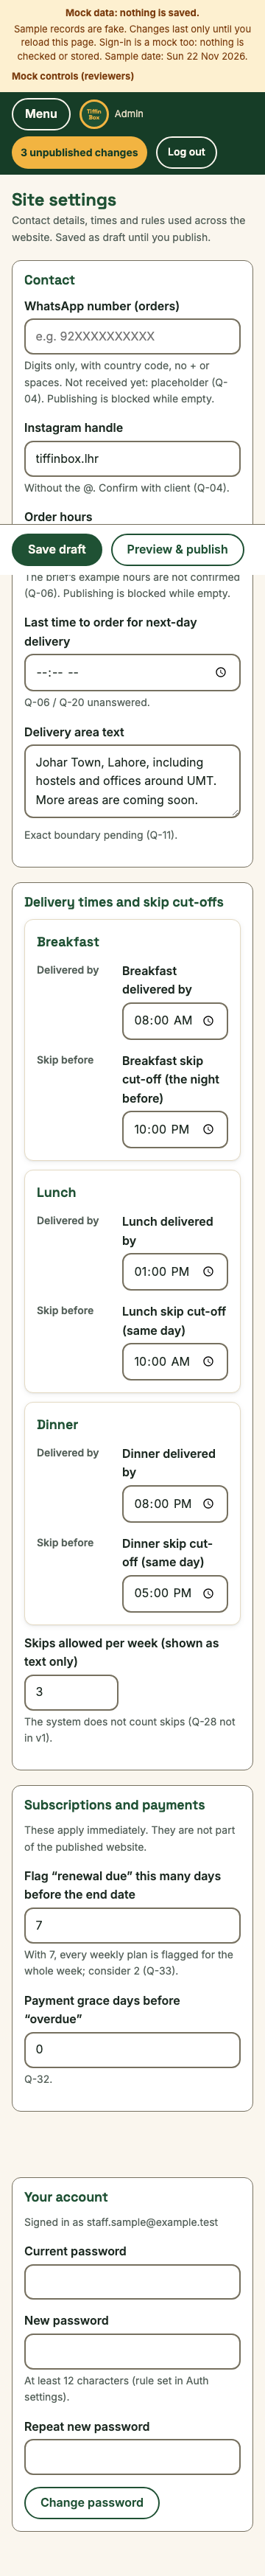 Mock data: nothing is saved.
Sample records are fake. Changes last only until you
reload this page. Sign-in is a mock too: nothing is
checked or stored. Sample date: Sun 22 Nov 2026.
Mock controls (reviewers)
Menu
Tiffin
Box
Admin
3 unpublished changes
Log out
Site settings
Contact details, times and rules used across the
website. Saved as draft until you publish.
Contact
WhatsApp number (orders)
e.g. 92XXXXXXXXXX
Digits only, with country code, no + or
spaces. Not received yet: placeholder (Q-
04). Publishing is blocked while empty.
Instagram handle
tiffinbox.lhr
Without the @. Confirm with client (Q-04).
Order hours
Save draft
Preview & publish
The brief's example hours are not confirmed
(Q-06). Publishing is blocked while empty.
Last time to order for next-day
delivery
--:-- --
Q-06 / Q-20 unanswered.
Delivery area text
Johar Town, Lahore, including
hostels and offices around UMT.
More areas are coming soon.
Exact boundary pending (Q-11).
Delivery times and skip cut-offs
Breakfast
Delivered by
Breakfast
delivered by
08:00 AM
Skip before
Breakfast skip
cut-off (the night
before)
10:00 PM
Lunch
Delivered by
Lunch delivered
by
01:00 PM
Skip before
Lunch skip cut-off
(same day)
10:00 AM
Dinner
Delivered by
Dinner delivered
by
08:00 PM
Skip before
Dinner skip cut-
off (same day)
05:00 PM
Skips allowed per week (shown as
text only)
3
The system does not count skips (Q-28 not
in v1).
Subscriptions and payments
These apply immediately. They are not part
of the published website.
Flag “renewal due” this many days
before the end date
7
With 7, every weekly plan is flagged for the
whole week; consider 2 (Q-33).
Payment grace days before
“overdue”
0
Q-32.
Your account
Signed in as staff.sample@example.test
Current password
New password
At least 12 characters (rule set in Auth
settings).
Repeat new password
Change password